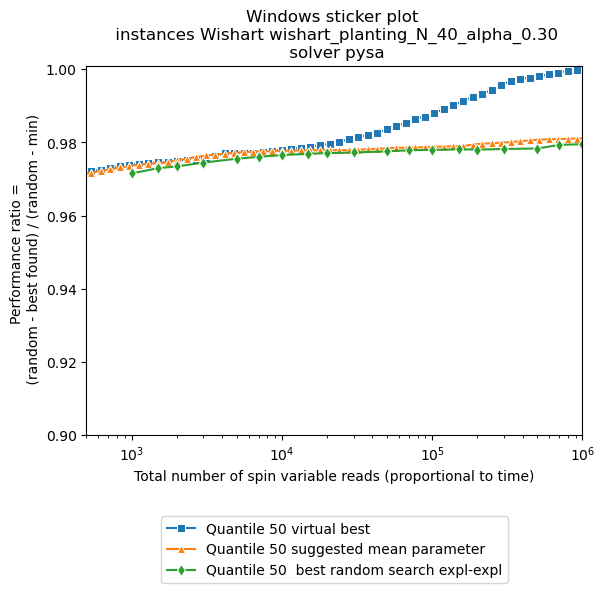 Windows sticker plot
instances Wishart wishart_planting_N_40_alpha_0.30
solver pysa
1.00
0.98
0.96
0.94
0.92
0.90
Performance ratio =
(random - best found) / (random - min)
10³
10⁴
10⁵
10⁶
Total number of spin variable reads (proportional to time)
Quantile 50 virtual best
Quantile 50 suggested mean parameter
Quantile 50  best random search expl-expl